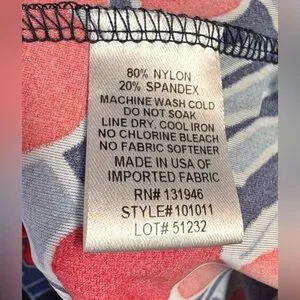 80% NYLON
20% SPANDEX
MACHINE WASH COLD
DO NOT SOAK
LINE DRY, COOL IRON
NO CHLORINE BLEACH
NO FABRIC SOFTENER
MADE IN USA OF
IMPORTED FABRIC
RN# 131946
STYLE#101011
LOT# 51232